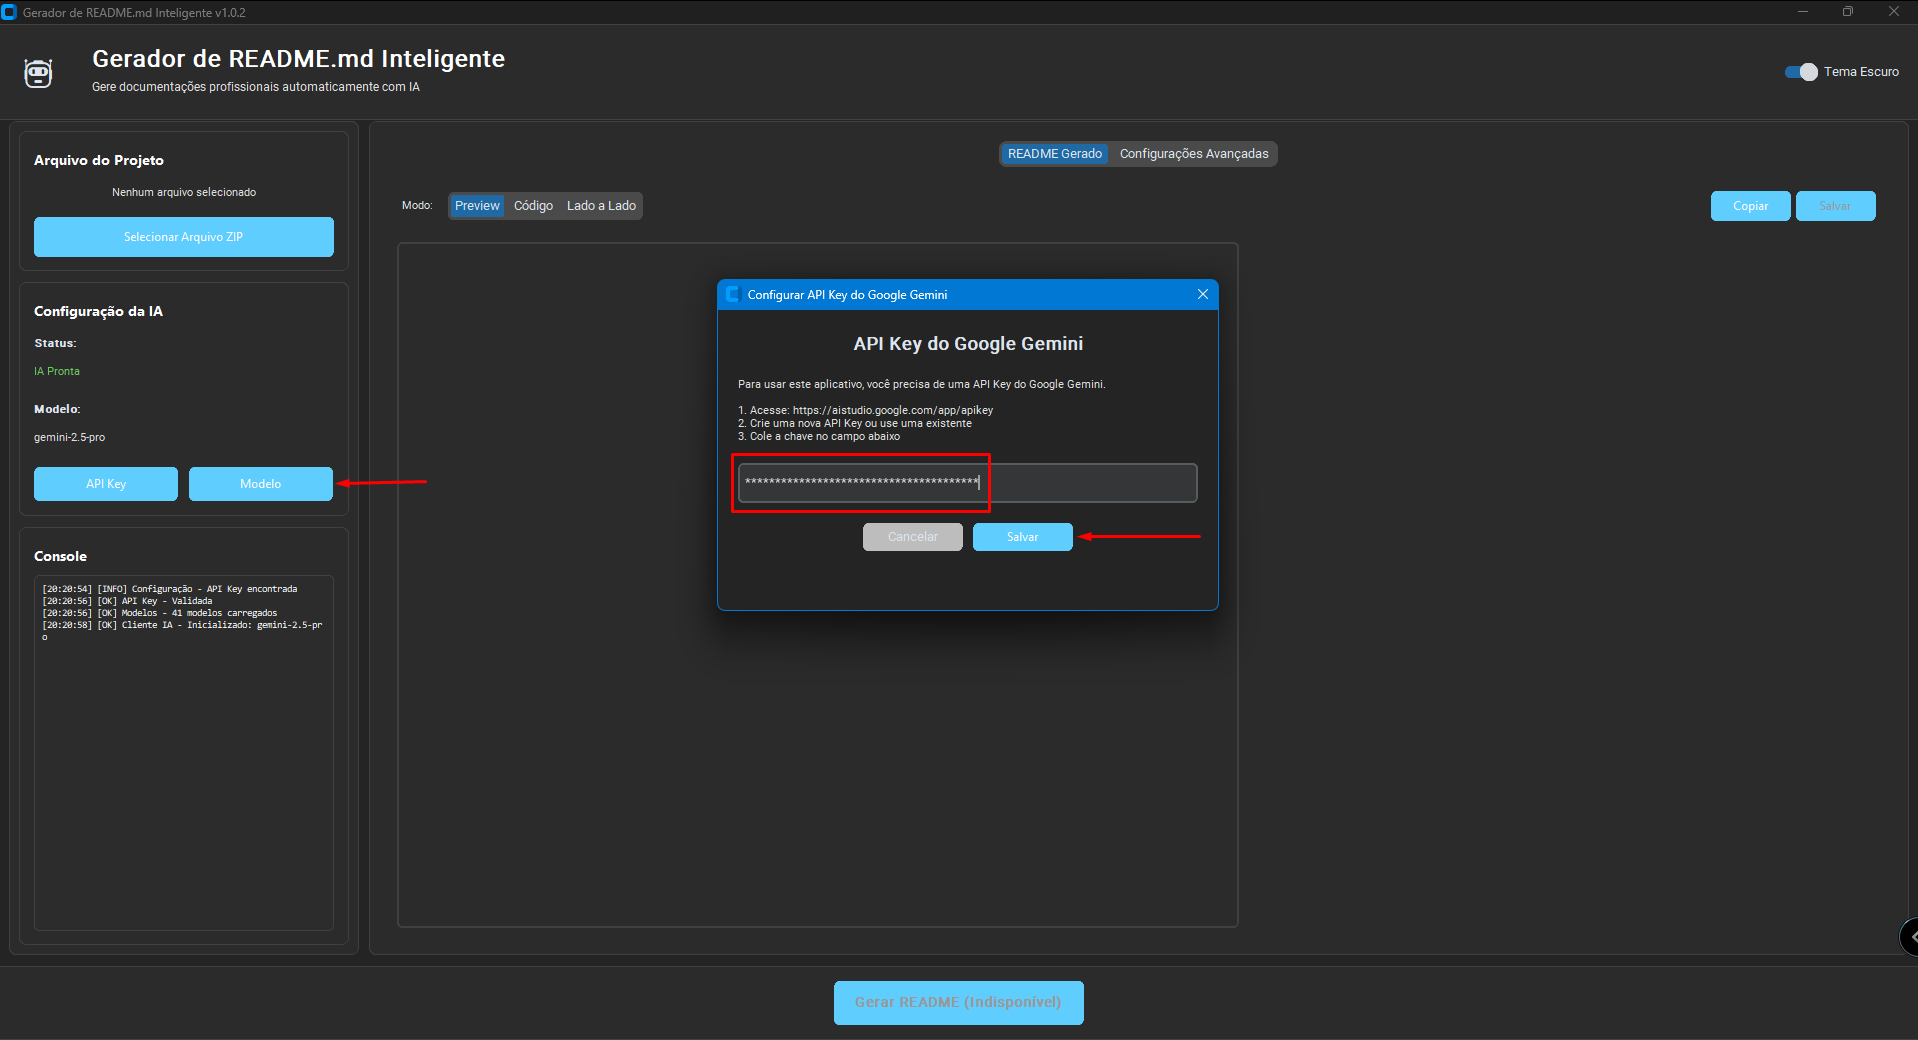 Gerador de README.md Inteligente v1.0.2
Gerador de README.md Inteligente
Gere documentações profissionais automaticamente com IA
Tema Escuro
Arquivo do Projeto
Nenhum arquivo selecionado
Selecionar Arquivo ZIP
Configuração da IA
Status:
IA Pronta
Modelo:
gemini-2.5-pro
API Key
Modelo
Console
[20:20:54] [INFO] Configuração - API Key encontrada
[20:20:56] [OK] API Key - Validada
[20:20:56] [OK] Modelos - 41 modelos carregados
[20:20:58] [OK] Cliente IA - Inicializado: gemini-2.5-pr
o
README Gerado
Configurações Avançadas
Modo:
Preview
Código
Lado a Lado
Copiar
Salvar
Configurar API Key do Google Gemini
API Key do Google Gemini
Para usar este aplicativo, você precisa de uma API Key do Google Gemini.
1. Acesse: https://aistudio.google.com/app/apikey
2. Crie uma nova API Key ou use uma existente
3. Cole a chave no campo abaixo
***************************************
Cancelar
Salvar
Gerar README (Indisponível)